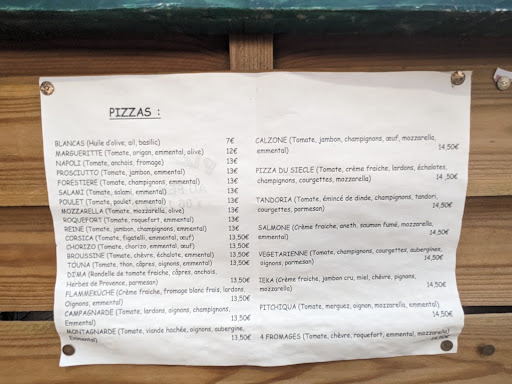 PIZZAS :
BLANCAS (Huile d'olive, ail, basilic) 7€
MARGUERITTE (Tomate, origan, emmental, olive) 12€
NAPOLI (Tomate, anchois, fromage) 13€
PROSCIUTTO (Tomate, jambon, emmental) 13€
FORESTIERE (Tomate, champignons, emmental) 13€
SALAMI (Tomate, salami, emmental) 13€
POULET (Tomate, poulet, emmental) 13€
MOZZARELLA (Tomate, mozzarella, olive) 13€
ROQUEFORT (Tomate, roquefort, emmental) 13€
REINE (Tomate, jambon, champignons, emmental) 13€
CORSICA (Tomate, figatelli, emmental, œuf) 13,50€
CHORIZO (Tomate, chorizo, emmental, œuf) 13,50€
BROUSSINE (Tomate, chèvre, échalote, emmental) 13,50€
TOUNA (Tomate, thon, câpres, oignons, emmental) 13,50€
DIMA (Rondelle de tomate fraiche, câpres, anchois,
Herbes de Provence, parmesan) 13,50€
FLAMMEKÜCHE (Crème fraiche, fromage blanc frais, lardons,
Oignons, emmental) 13,50€
CAMPAGNARDE (Tomate, lardons, oignons, champignons,
Emmental) 13,50€
MONTAGNARDE (Tomate, viande hachée, oignons, aubergine,
Emmental) 13,50€
CALZONE (Tomate, jambon, champignons, œuf, mozzarella,
emmental) 14,50€
PIZZA DU SIECLE (Tomate, crème fraiche, lardons, échalotes,
champignons, courgettes, mozzarella) 14,50€
TANDORIA (Tomate, émincé de dinde, champignons, tandori,
courgettes, parmesan) 14,50€
SALMONE (Crème fraiche, aneth, saumon fumé, mozzarella,
emmental) 14,50€
VEGETARIENNE (Tomate, champignons, courgettes, aubergines,
oignons, parmesan) 14,50€
IEKA (Crème fraiche, jambon cru, miel, chèvre, pignons,
mozzarella) 14,50€
PITCHIQUA (Tomate, merguez, oignon, mozzarella, emmental)
14,50€
4 FROMAGES (Tomate, chèvre, roquefort, emmental, mozzarella)
14,50€